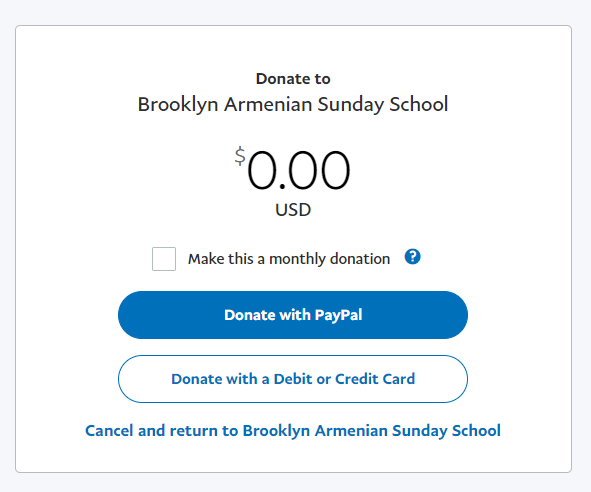 Donate to
Brooklyn Armenian Sunday School
$0.00
USD
Make this a monthly donation ?
Donate with PayPal
Donate with a Debit or Credit Card
Cancel and return to Brooklyn Armenian Sunday School